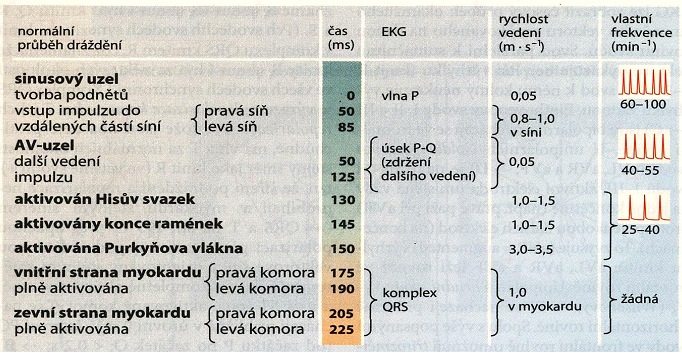 normální průběh dráždění čas (ms) EKG rychlost vedení (m · s⁻¹) vlastní frekvence (min⁻¹)
sinusový uzel
tvorba podnětů 0 vlna P 0,05
60–100
vstup impulzu do pravá síň 50
vzdálených částí síní levá síň 85
0,8–1,0 v síni
AV-uzel
další vedení 50
impulzu 125
úsek P-Q (zdržení dalšího vedení) 0,05
40–55
aktivován Hisův svazek 130 1,0–1,5
aktivovány konce ramének 145 1,0–1,5
25–40
aktivována Purkyňova vlákna 150 3,0–3,5
vnitřní strana myokardu pravá komora 175
plně aktivována levá komora 190
komplex QRS 1,0 v myokardu žádná
zevní strana myokardu pravá komora 205
plně aktivována levá komora 225